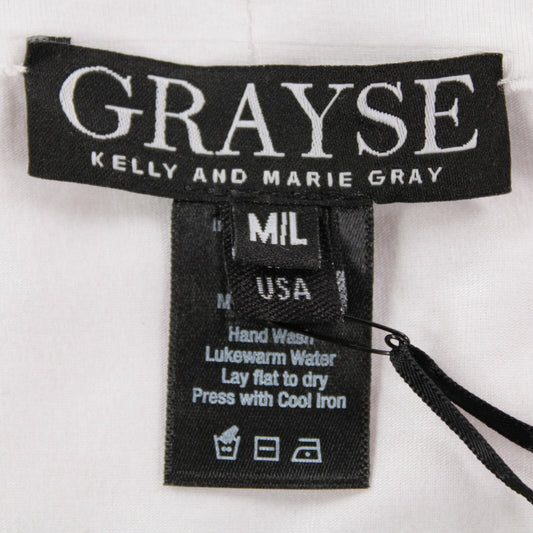 GRAYSE
KELLY AND MARIE GRAY
M/L
USA
M
Hand Wash
Lukewarm Water
Lay flat to dry
Press with Cool Iron